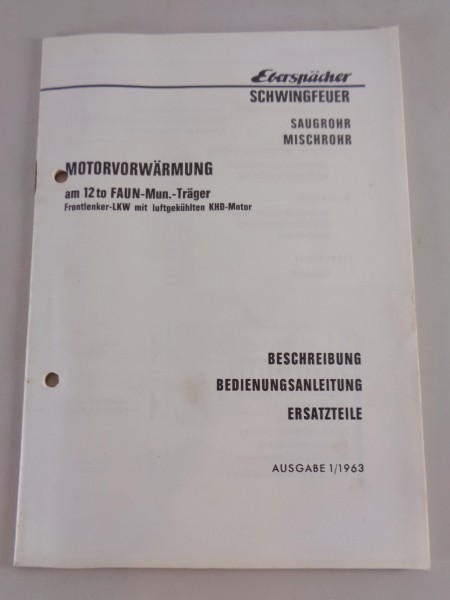 Eberspächer
SCHWINGFEUER
SAUGROHR
MISCHROHR
MOTORVORWÄRMUNG
am 12 to FAUN-Mun.-Träger
Frontlenker-LKW mit luftgekühlten KHD-Motor
BESCHREIBUNG
BEDIENUNGSANLEITUNG
ERSATZTEILE
AUSGABE 1/1963